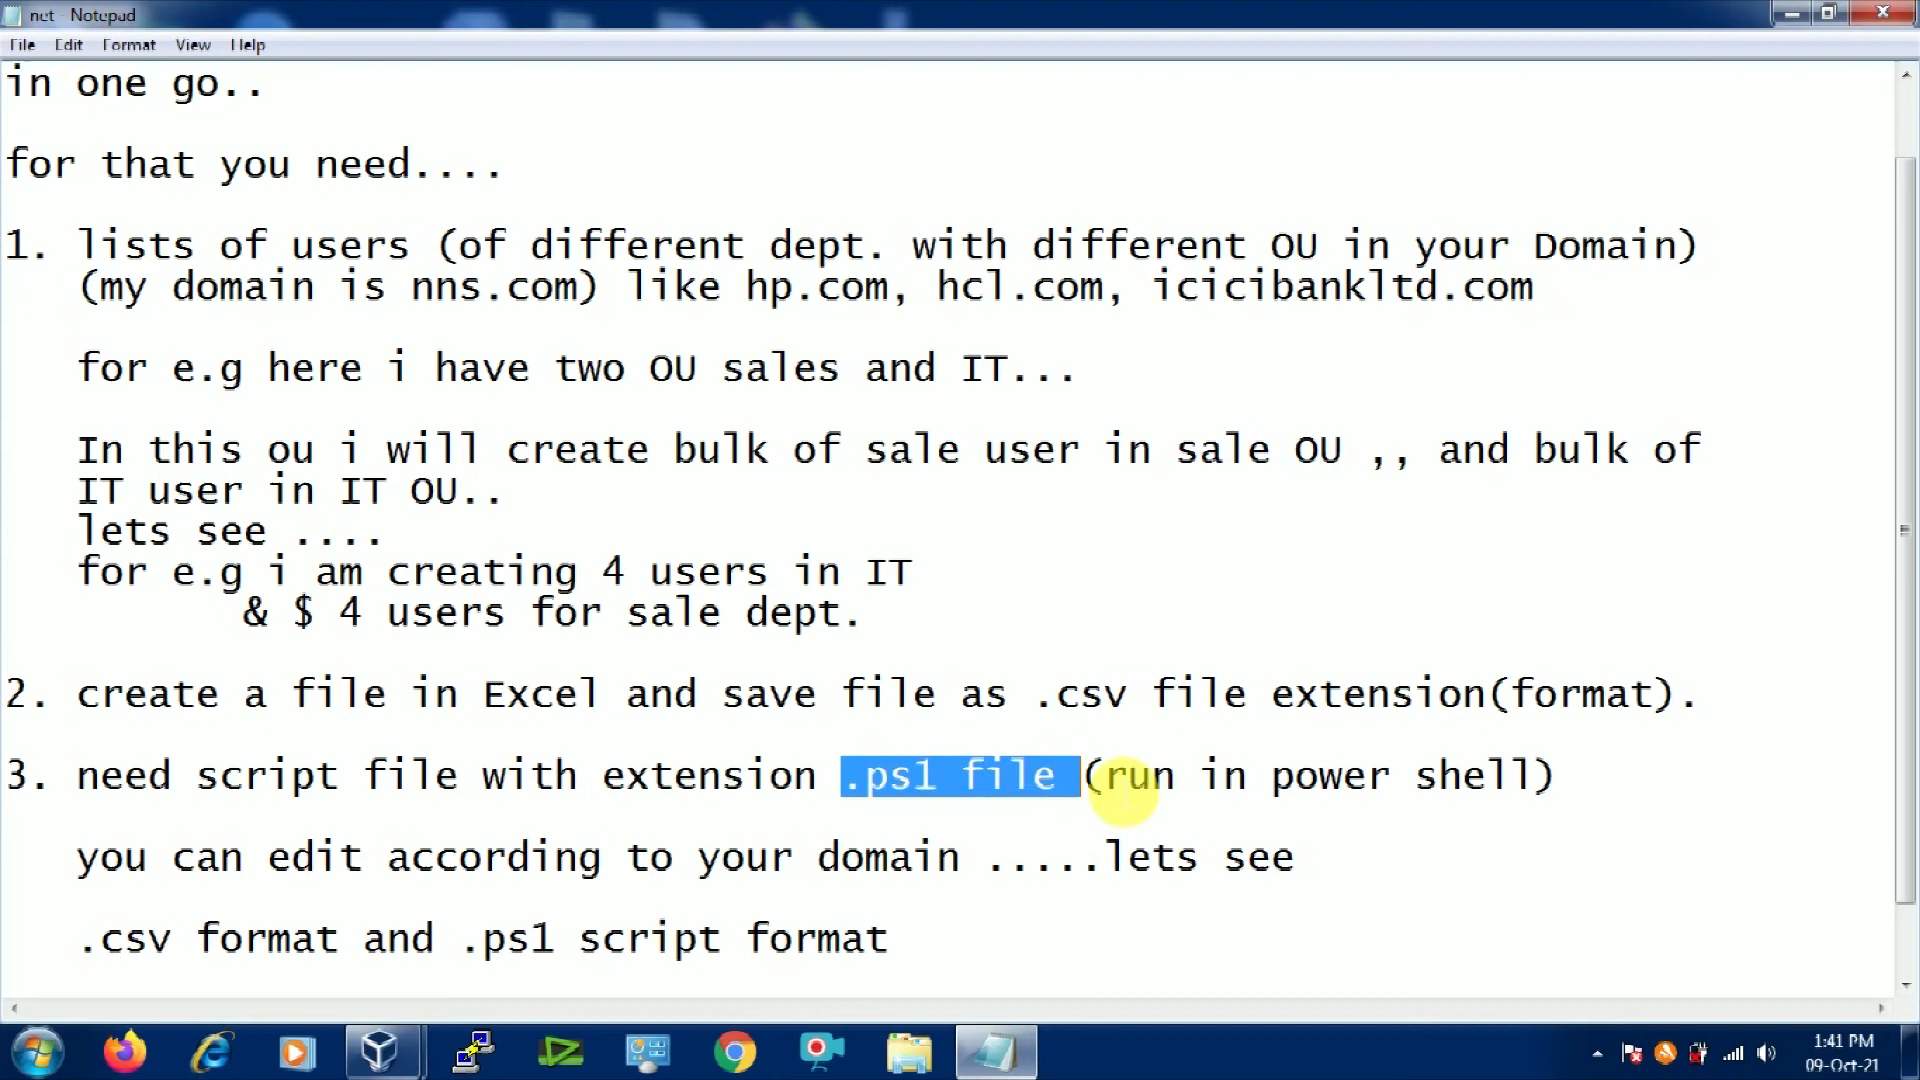 net - Notepad
File Edit Format View Help
in one go..
for that you need....
1. lists of users (of different dept. with different OU in your Domain)
(my domain is nns.com) like hp.com, hcl.com, icicibankltd.com
for e.g here i have two OU sales and IT...
In this ou i will create bulk of sale user in sale OU ,, and bulk of
IT user in IT OU..
lets see ....
for e.g i am creating 4 users in IT
& $ 4 users for sale dept.
2. create a file in Excel and save file as .csv file extension(format).
3. need script file with extension .ps1 file (run in power shell)
you can edit according to your domain .....lets see
.csv format and .ps1 script format
1:41 PM
09-Oct-21